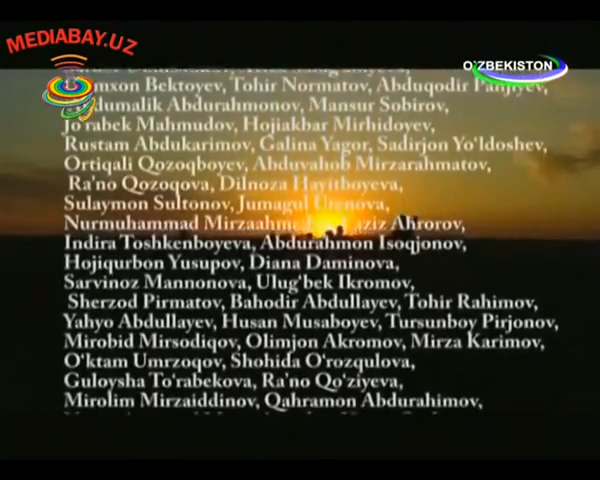 MEDIABAY.UZ
O'ZBEKISTON
Bektoyev, Tohir Normatov, Abduqodir
Abdurahmonov, Mansur Sobirov,
Jo'rabek Mahmudov, Hojiakbar Mirhidoyev,
Rustam Abdukarimov, Galina Yagor, Sadirjon Yo'ldoshev,
Ortiqali Qozoqboyev, Abduvahob Mirzarahmatov,
Ra'no Qozoqova, Dilnoza Hayitboyeva,
Sulaymon Sultonov, Jumagul
Nurmuhammad Ahrorov,
Indira Toshkenboyeva, Abdurahmon Isoqjonov,
Hojiqurbon Yusupov, Diana Daminova,
Sarvinoz Mannonova, Ulug'bek Ikromov,
Sherzod Pirmatov, Bahodir Abdullayev, Tohir Rahimov,
Yahyo Abdullayev, Husan Musaboyev, Tursunboy Pirjonov,
Mirobid Mirsodiqov, Olimjon Akromov, Mirza Karimov,
O'ktam Umrzoqov, Shohida O'rozqulova,
Guloysha To'rabekova, Ra'no Qo'ziyeva,
Mirolim Mirzaiddinov, Qahramon Abdurahimov,